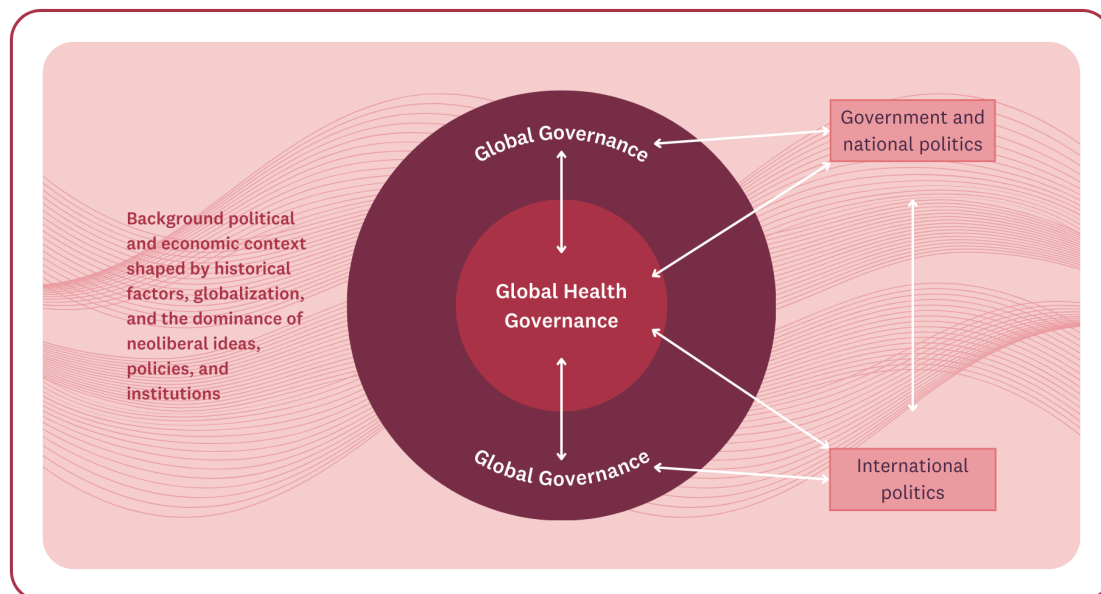 Global Governance
Government and
national politics
Background political
and economic context
shaped by historical
factors, globalization,
and the dominance of
neoliberal ideas,
policies, and
institutions
Global Health
Governance
Global Governance
International
politics